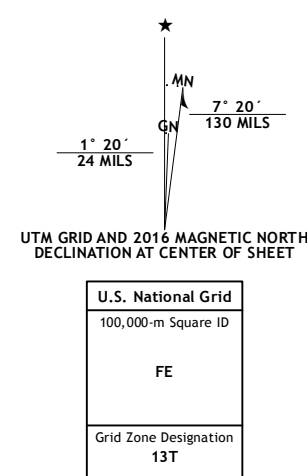 ★
MN
GN
7° 20´
130 MILS
1° 20´
24 MILS
UTM GRID AND 2016 MAGNETIC NORTH
DECLINATION AT CENTER OF SHEET
U.S. National Grid
100,000-m Square ID
FE
Grid Zone Designation
13T